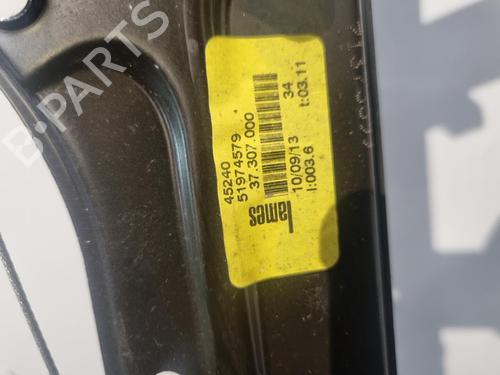 45240
51974579
37.307.000
34
t:03.11
lames
10/09/13
l:003.6
B-PARTS